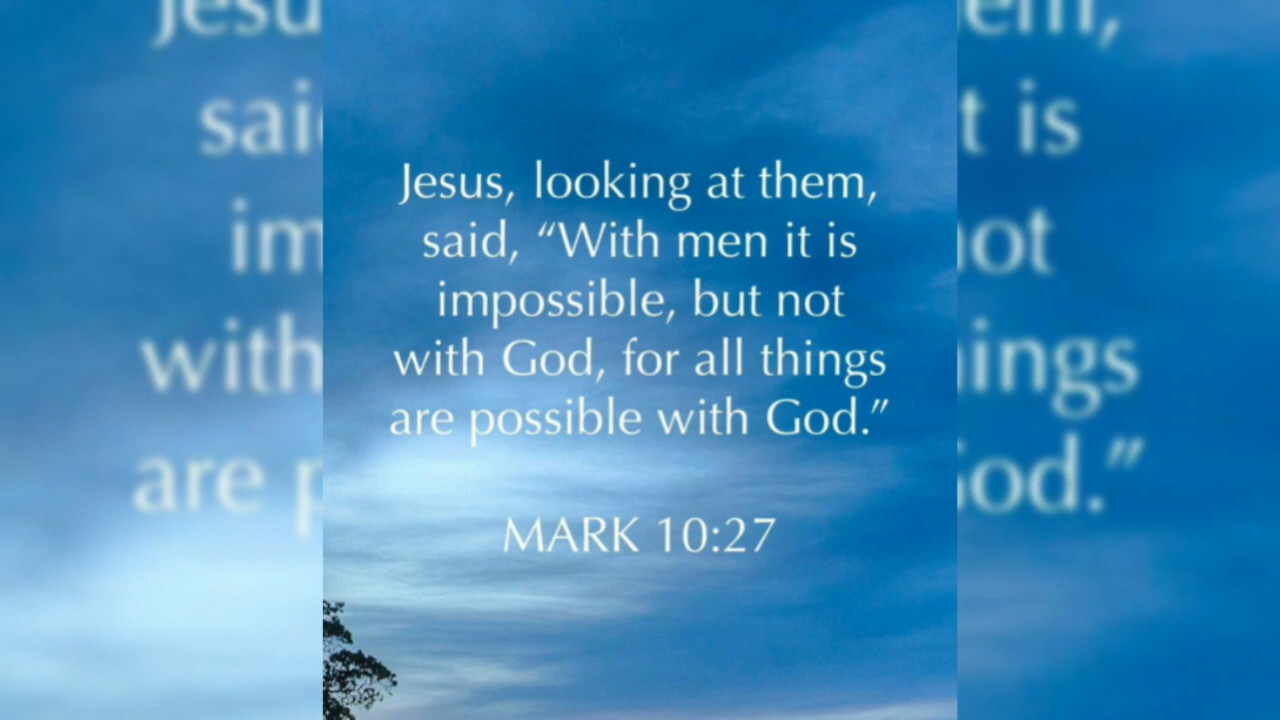 Jesus, looking at them,
said, “With men it is
impossible, but not
with God, for all things
are possible with God.”
MARK 10:27